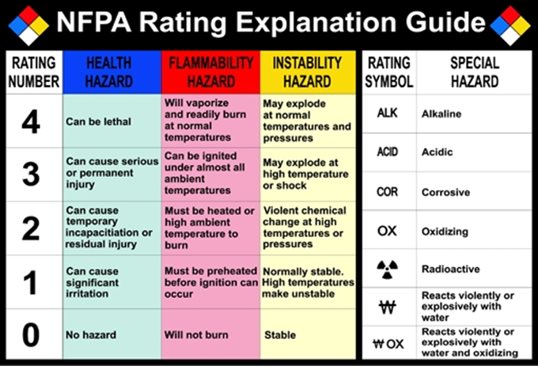 NFPA Rating Explanation Guide
RATING
NUMBER
HEALTH
HAZARD
FLAMMABILITY
HAZARD
INSTABILITY
HAZARD
RATING
SYMBOL
SPECIAL
HAZARD
4
Can be lethal
Will vaporize
and readily burn
at normal
temperatures
May explode
at normal
temperatures and
pressures
3
Can cause serious
or permanent
injury
Can be ignited
under almost all
ambient
temperatures
May explode at
high temperature
or shock
2
Can cause
temporary
incapacitiation or
residual injury
Must be heated or
high ambient
temperature to
burn
Violent chemical
change at high
temperatures or
pressures
1
Can cause
significant
irritation
Must be preheated
before ignition can
occur
Normally stable.
High temperatures
make unstable
0
No hazard
Will not burn
Stable
ALK
Alkaline
ACID
Acidic
COR
Corrosive
OX
Oxidizing
Radioactive
W
Reacts violently or
explosively with
water
W OX
Reacts violently or
explosively with
water and oxidizing